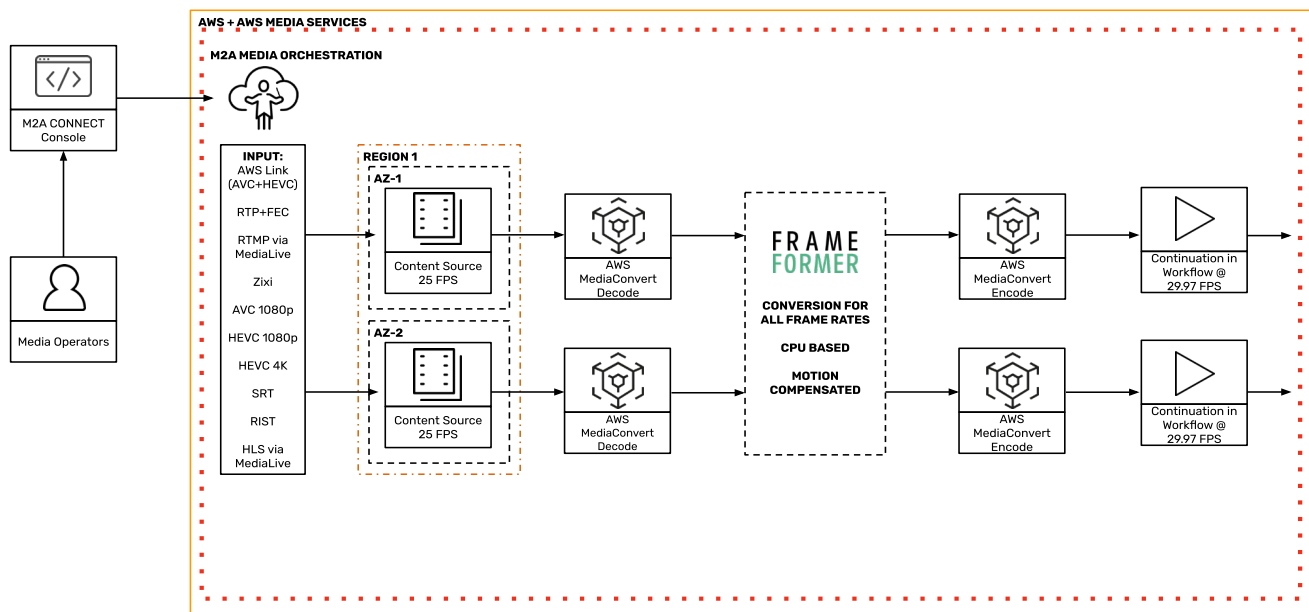 AWS + AWS MEDIA SERVICES
M2A MEDIA ORCHESTRATION
M2A CONNECT
Console
Media Operators
INPUT:
AWS Link
(AVC+HEVC)
RTP+FEC
RTMP via
MediaLive
Zixi
AVC 1080p
HEVC 1080p
HEVC 4K
SRT
RIST
HLS via
MediaLive
REGION 1
AZ-1
Content Source
25 FPS
AZ-2
Content Source
25 FPS
AWS
MediaConvert
Decode
AWS
MediaConvert
Decode
FRAME
FORMER
CONVERSION FOR
ALL FRAME RATES
CPU BASED
MOTION
COMPENSATED
AWS
MediaConvert
Encode
AWS
MediaConvert
Encode
Continuation in
Workflow @
29.97 FPS
Continuation in
Workflow @
29.97 FPS